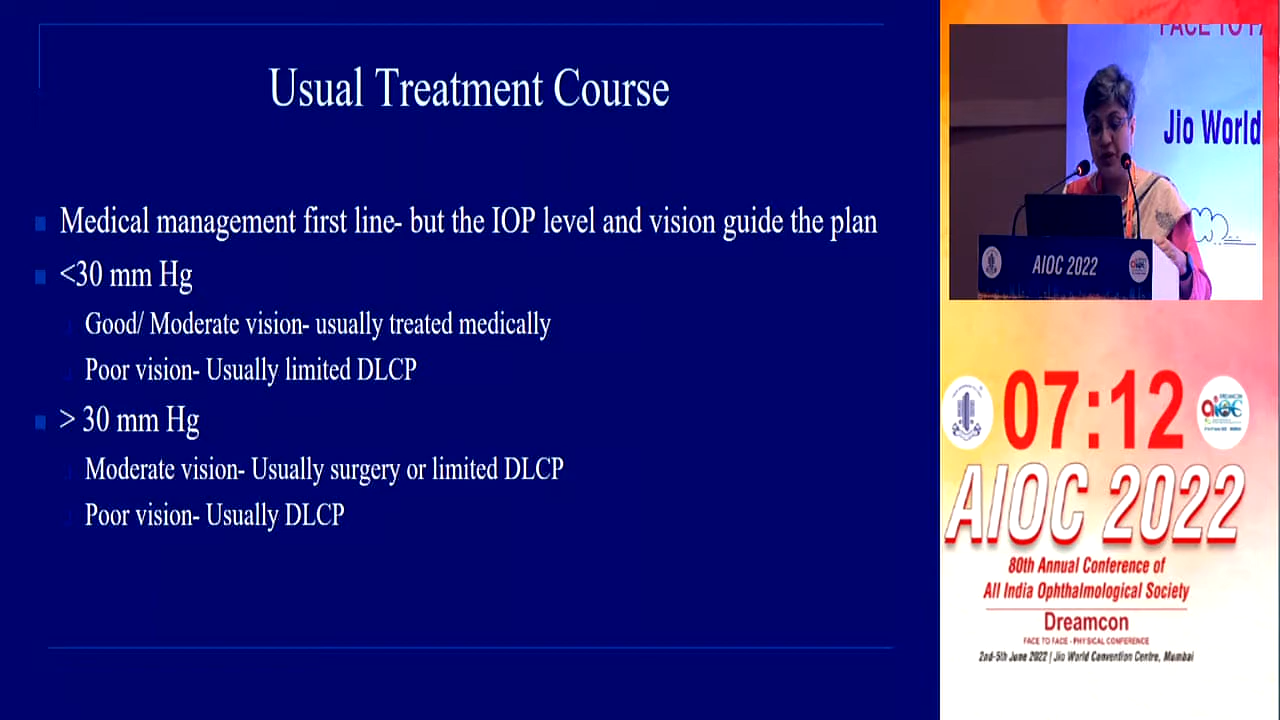 Usual Treatment Course
Medical management first line- but the IOP level and vision guide the plan
<30 mm Hg
Good/ Moderate vision- usually treated medically
Poor vision- Usually limited DLCP
> 30 mm Hg
Moderate vision- Usually surgery or limited DLCP
Poor vision- Usually DLCP
FACE TO FA
Jio World
AIOC 2022
07:12
AIOC 2022
80th Annual Conference of
All India Ophthalmological Society
Dreamcon
FACE TO FACE - PHYSICAL CONFERENCE
2nd-5th June 2022 | Jio World Convention Centre, Mumbai